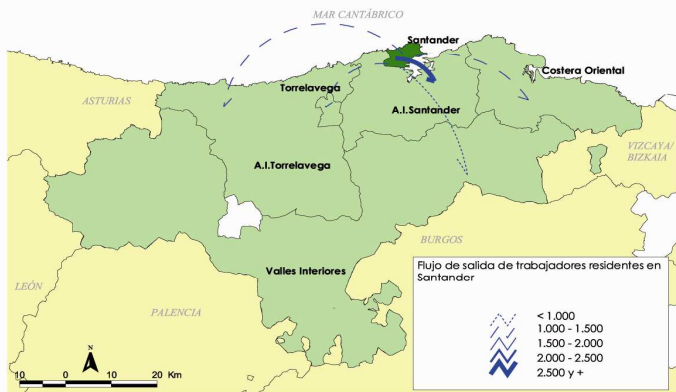 MAR CANTÁBRICO
Santander
Costera Oriental
Torrelavega
ASTURIAS
A.I.Santander
VIZCAYA/
BIZKAIA
A.I.Torrelavega
BURGOS
Valles Interiores
LEÓN
PALENCIA
Flujo de salida de trabajadores residentes en
Santander
< 1.000
1.000 - 1.500
1.500 - 2.000
2.000 - 2.500
2.500 y +
N
10 0 10 20 Km